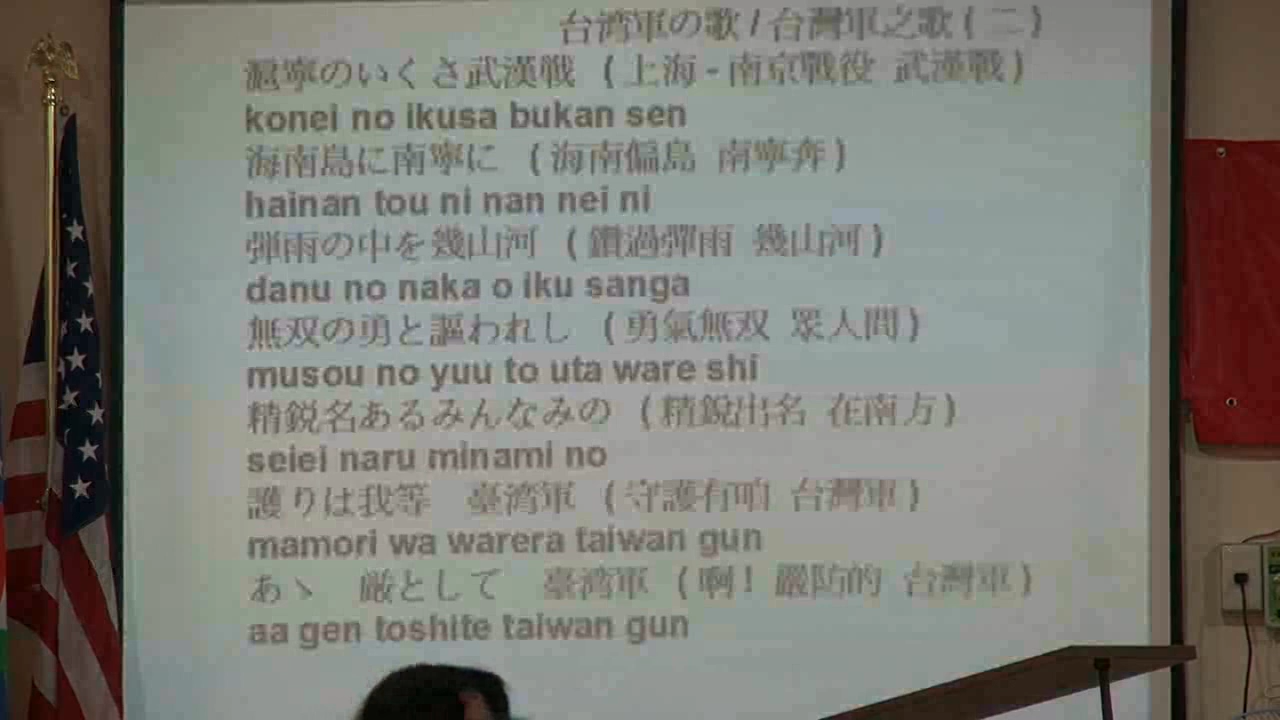 台湾軍の歌 / 台灣軍之歌 ( 二 )
滬寧のいくさ武漢戦 ( 上海 - 南京戰役 武漢戰 )
konei no ikusa bukan sen
海南島に南寧に ( 海南偏島 南寧奔 )
hainan tou ni nan nei ni
弾雨の中を幾山河 ( 鑽過彈雨 幾山河 )
danu no naka o iku sanga
無双の勇と謳われし ( 勇氣無双 眾人間 )
musou no yuu to uta ware shi
精鋭名あるみんなみの ( 精銳出名 在南方 )
seiei naru minami no
護りは我等 臺湾軍 ( 守護有咱 台灣軍 )
mamori wa warera taiwan gun
あゝ 厳として 臺湾軍 ( 啊! 嚴防的 台灣軍 )
aa gen toshite taiwan gun